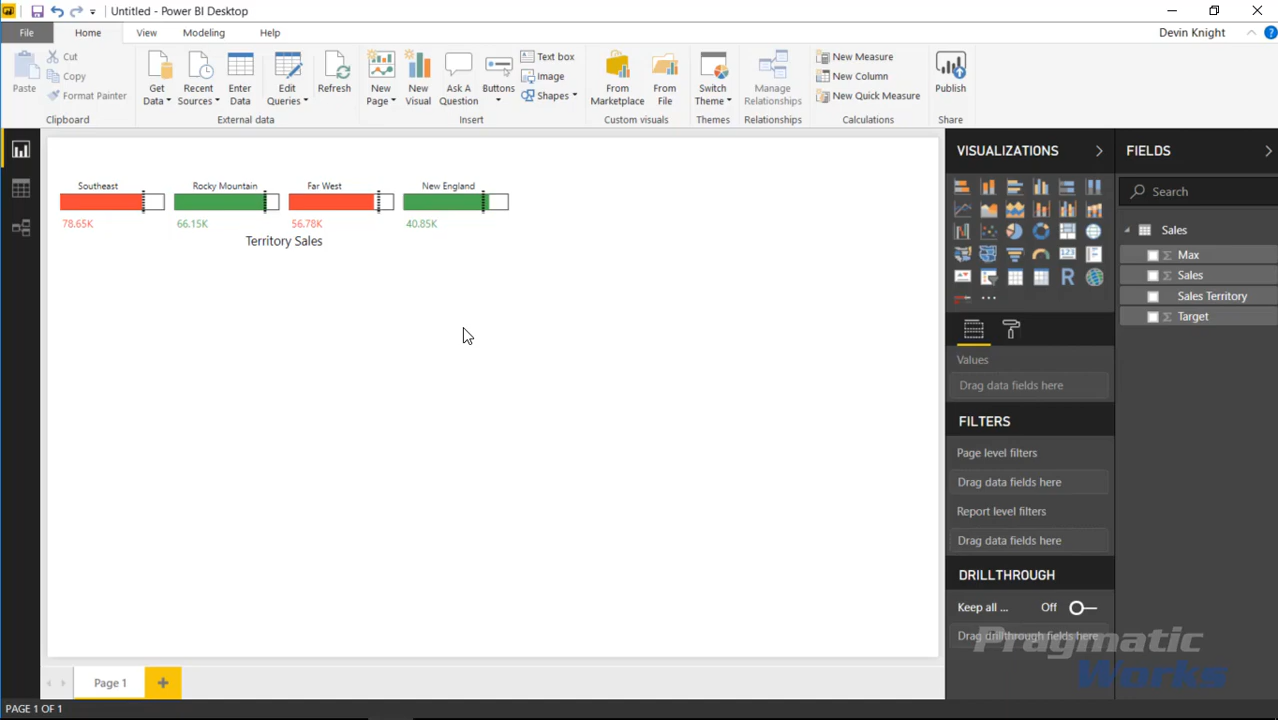 Untitled - Power BI Desktop
File Home View Modeling Help Devin Knight
Paste
Cut
Copy
Format Painter
Clipboard
Get Data
Recent Sources
Enter Data
Edit Queries
Refresh
External data
New Page
New Visual
Ask A Question
Buttons
Text box
Image
Shapes
Insert
From Marketplace
From File
Custom visuals
Switch Theme
Themes
Manage Relationships
Relationships
New Measure
New Column
New Quick Measure
Calculations
Publish
Share
Southeast Rocky Mountain Far West New England
78.65K 66.15K 56.78K 40.85K
Territory Sales
VISUALIZATIONS
R
Values
Drag data fields here
FILTERS
Page level filters
Drag data fields here
Report level filters
Drag data fields here
DRILLTHROUGH
Keep all ... Off
Drag drillthrough fields here
FIELDS
Search
Sales
Max
Sales
Sales Territory
Target
Pragmatic
Works
Page 1
PAGE 1 OF 1